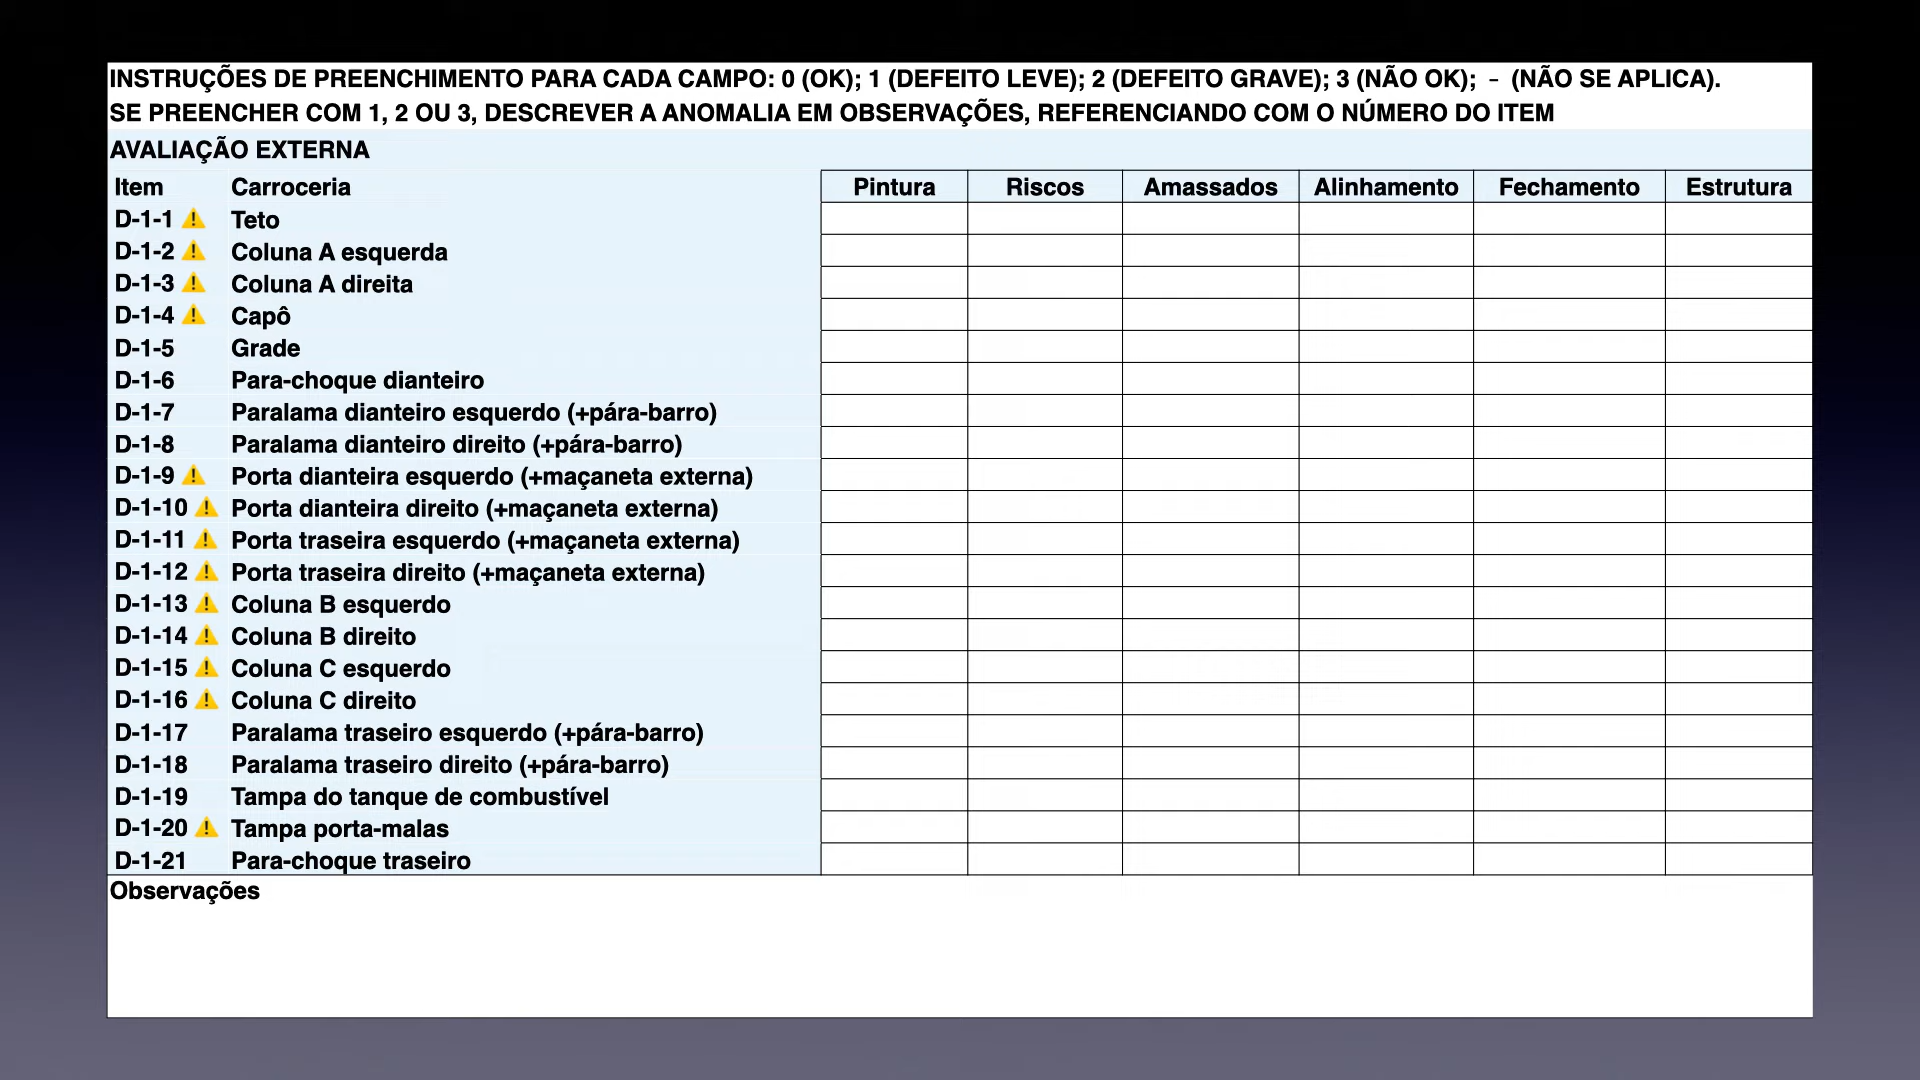 INSTRUÇÕES DE PREENCHIMENTO PARA CADA CAMPO: 0 (OK); 1 (DEFEITO LEVE); 2 (DEFEITO GRAVE); 3 (NÃO OK); - (NÃO SE APLICA).
SE PREENCHER COM 1, 2 OU 3, DESCREVER A ANOMALIA EM OBSERVAÇÕES, REFERENCIANDO COM O NÚMERO DO ITEM
AVALIAÇÃO EXTERNA
Item Carroceria Pintura Riscos Amassados Alinhamento Fechamento Estrutura
D-1-1 ⚠️ Teto
D-1-2 ⚠️ Coluna A esquerda
D-1-3 ⚠️ Coluna A direita
D-1-4 ⚠️ Capô
D-1-5 Grade
D-1-6 Para-choque dianteiro
D-1-7 Paralama dianteiro esquerdo (+pára-barro)
D-1-8 Paralama dianteiro direito (+pára-barro)
D-1-9 ⚠️ Porta dianteira esquerdo (+maçaneta externa)
D-1-10 ⚠️ Porta dianteira direito (+maçaneta externa)
D-1-11 ⚠️ Porta traseira esquerdo (+maçaneta externa)
D-1-12 ⚠️ Porta traseira direito (+maçaneta externa)
D-1-13 ⚠️ Coluna B esquerdo
D-1-14 ⚠️ Coluna B direito
D-1-15 ⚠️ Coluna C esquerdo
D-1-16 ⚠️ Coluna C direito
D-1-17 Paralama traseiro esquerdo (+pára-barro)
D-1-18 Paralama traseiro direito (+pára-barro)
D-1-19 Tampa do tanque de combustível
D-1-20 ⚠️ Tampa porta-malas
D-1-21 Para-choque traseiro
Observações